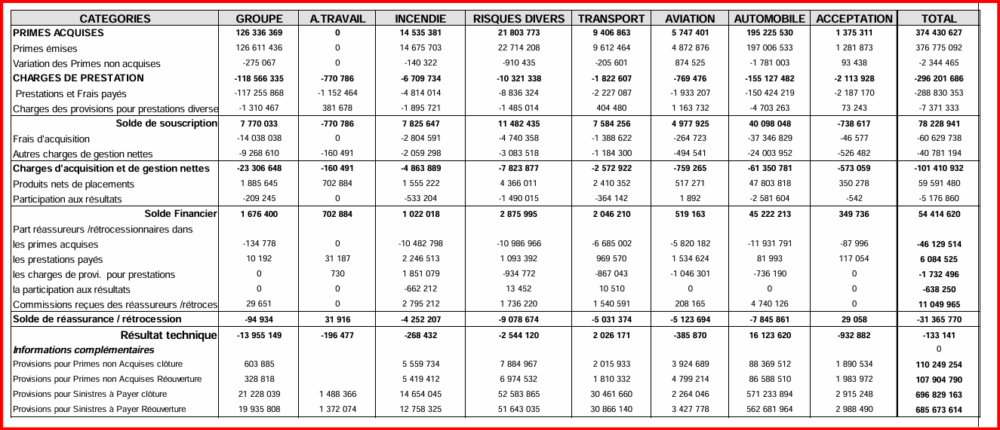 CATEGORIES GROUPE A.TRAVAIL INCENDIE RISQUES DIVERS TRANSPORT AVIATION AUTOMOBILE ACCEPTATION TOTAL
PRIMES ACQUISES 126 336 369 0 14 535 381 21 803 773 9 406 863 5 747 401 195 225 530 1 375 311 374 430 627
Primes émises 126 611 436 0 14 675 703 22 714 208 9 612 464 4 872 876 197 006 533 1 281 873 376 775 092
Variation des Primes non acquises -275 067 0 -140 322 -910 435 -205 601 874 525 -1 781 003 93 438 -2 344 465
CHARGES DE PRESTATION -118 566 335 -770 786 -6 709 734 -10 321 338 -1 822 607 -769 476 -155 127 482 -2 113 928 -296 201 686
Prestations et Frais payés -117 255 868 -1 152 464 -4 814 014 -8 836 324 -2 227 087 -1 933 207 -150 424 219 -2 187 170 -288 830 353
Charges des provisions pour prestations diverse -1 310 467 381 678 -1 895 721 -1 485 014 404 480 1 163 732 -4 703 263 73 243 -7 371 333
Solde de souscription 7 770 033 -770 786 7 825 647 11 482 435 7 584 256 4 977 925 40 098 048 -738 617 78 228 941
Frais d'acquisition -14 038 038 0 -2 804 591 -4 740 358 -1 388 622 -264 723 -37 346 829 -46 577 -60 629 738
Autres charges de gestion nettes -9 268 610 -160 491 -2 059 298 -3 083 518 -1 184 300 -494 541 -24 003 952 -526 482 -40 781 194
Charges d'acquisition et de gestion nettes -23 306 648 -160 491 -4 863 889 -7 823 877 -2 572 922 -759 265 -61 350 781 -573 059 -101 410 932
Produits nets de placements 1 885 645 702 884 1 555 222 4 366 011 2 410 352 517 271 47 803 818 350 278 59 591 480
Participation aux résultats -209 245 -533 204 -1 490 015 -364 142 1 892 -2 581 604 -542 -5 176 860
Solde Financier 1 676 400 702 884 1 022 018 2 875 995 2 046 210 519 163 45 222 213 349 736 54 414 620
Part réassureurs /rétrocessionnaires dans
les primes acquises -134 778 0 -10 482 798 -10 986 966 -6 685 002 -5 820 182 -11 931 791 -87 996 -46 129 514
les prestations payés 10 192 31 187 2 246 513 1 093 392 969 570 1 534 624 81 993 117 054 6 084 525
les charges de provi. pour prestations 0 730 1 851 079 -934 772 -867 043 -1 046 301 -736 190 0 -1 732 496
la participation aux résultats 0 0 -662 212 13 452 10 510 0 0 0 -638 250
Commissions reçues des réassureurs /rétroces 29 651 0 2 795 212 1 736 220 1 540 591 208 165 4 740 126 0 11 049 965
Solde de réassurance / rétrocession -94 934 31 916 -4 252 207 -9 078 674 -5 031 374 -5 123 694 -7 845 861 29 058 -31 365 770
Résultat technique -13 955 149 -196 477 -268 432 -2 544 120 2 026 171 -385 870 16 123 620 -932 882 -133 141
Informations complémentaires 0
Provisions pour Primes non Acquises clôture 603 885 5 559 734 7 884 967 2 015 933 3 924 689 88 369 512 1 890 534 110 249 254
Provisions pour Primes non Acquises Réouverture 328 818 5 419 412 6 974 532 1 810 332 4 799 214 86 588 510 1 983 972 107 904 790
Provisions pour Sinistres à Payer clôture 21 228 039 1 488 366 14 654 045 52 583 865 30 461 660 2 264 046 571 233 894 2 915 248 696 829 163
Provisions pour Sinistres à Payer Réouverture 19 935 808 1 372 074 12 758 325 51 643 035 30 866 140 3 427 778 562 681 964 2 988 490 685 673 614